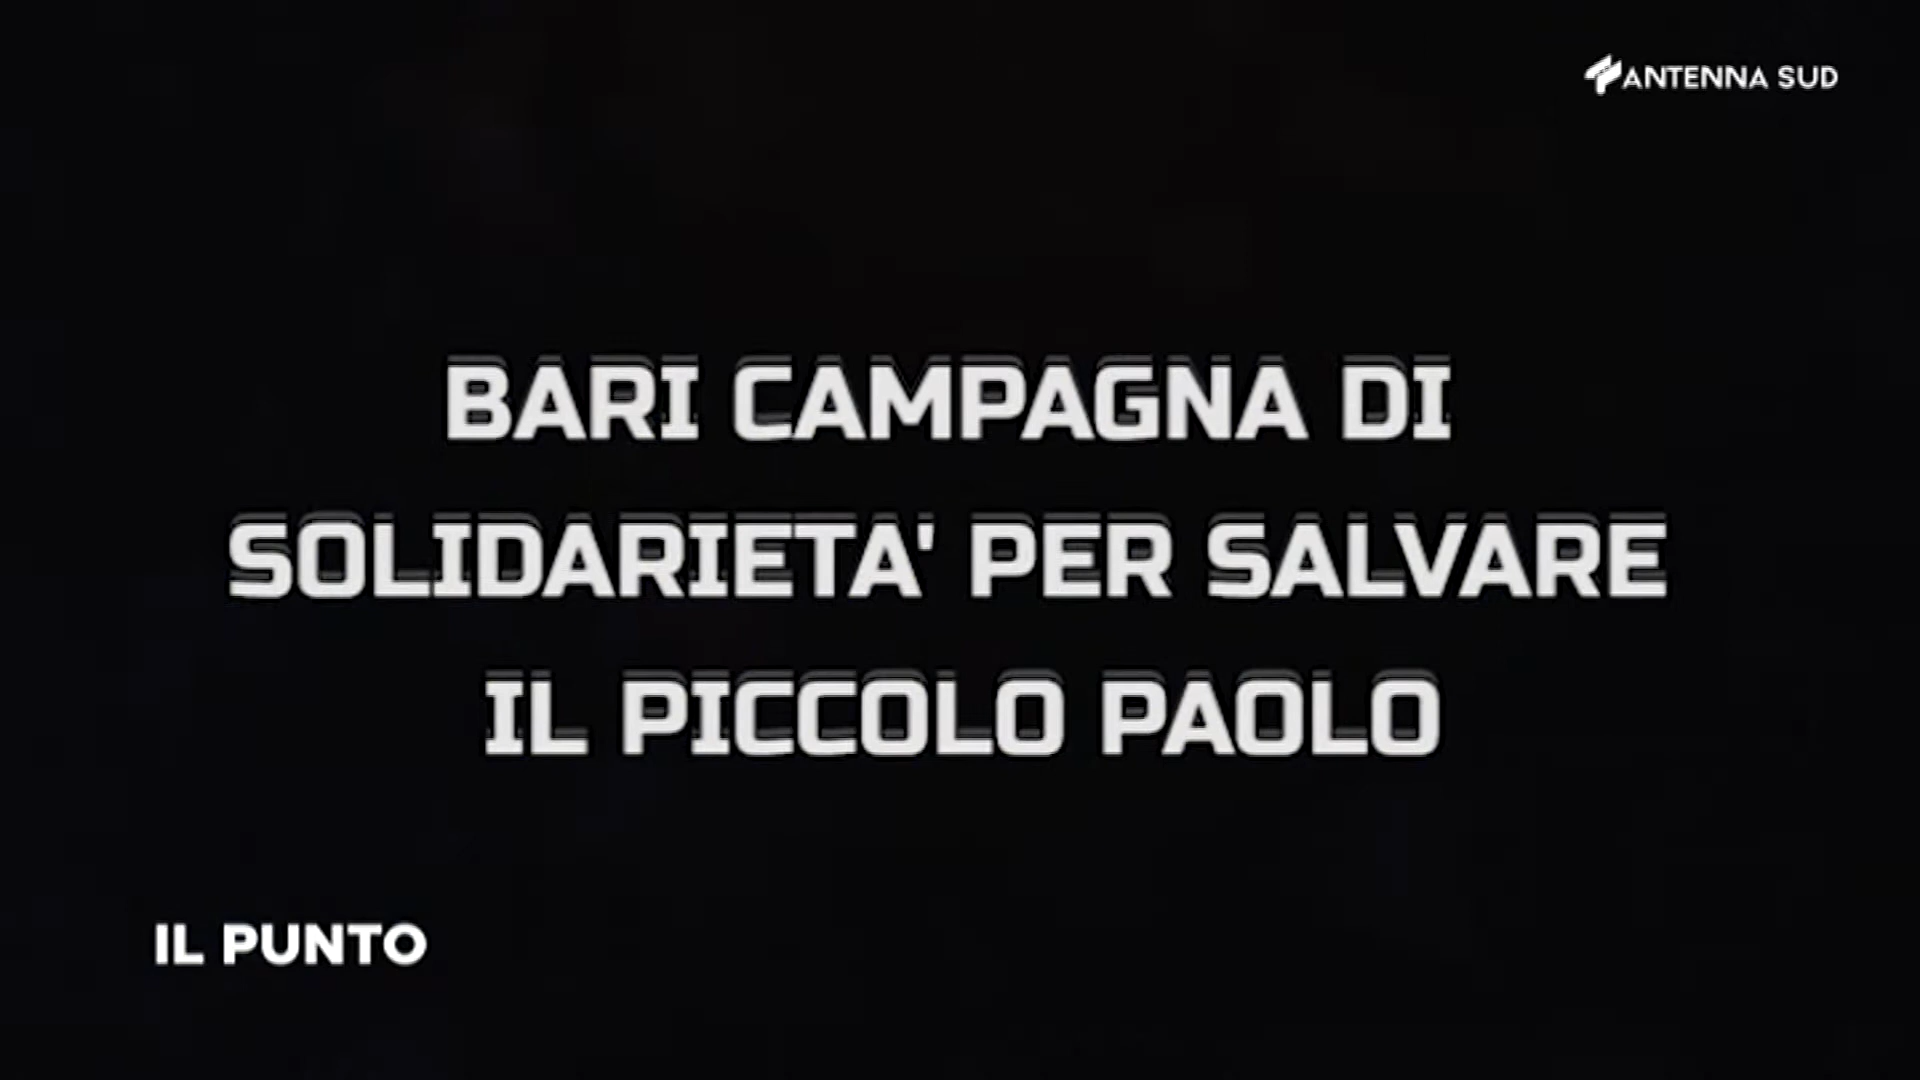 ANTENNA SUD
BARI CAMPAGNA DI
SOLIDARIETA' PER SALVARE
IL PICCOLO PAOLO
IL PUNTO